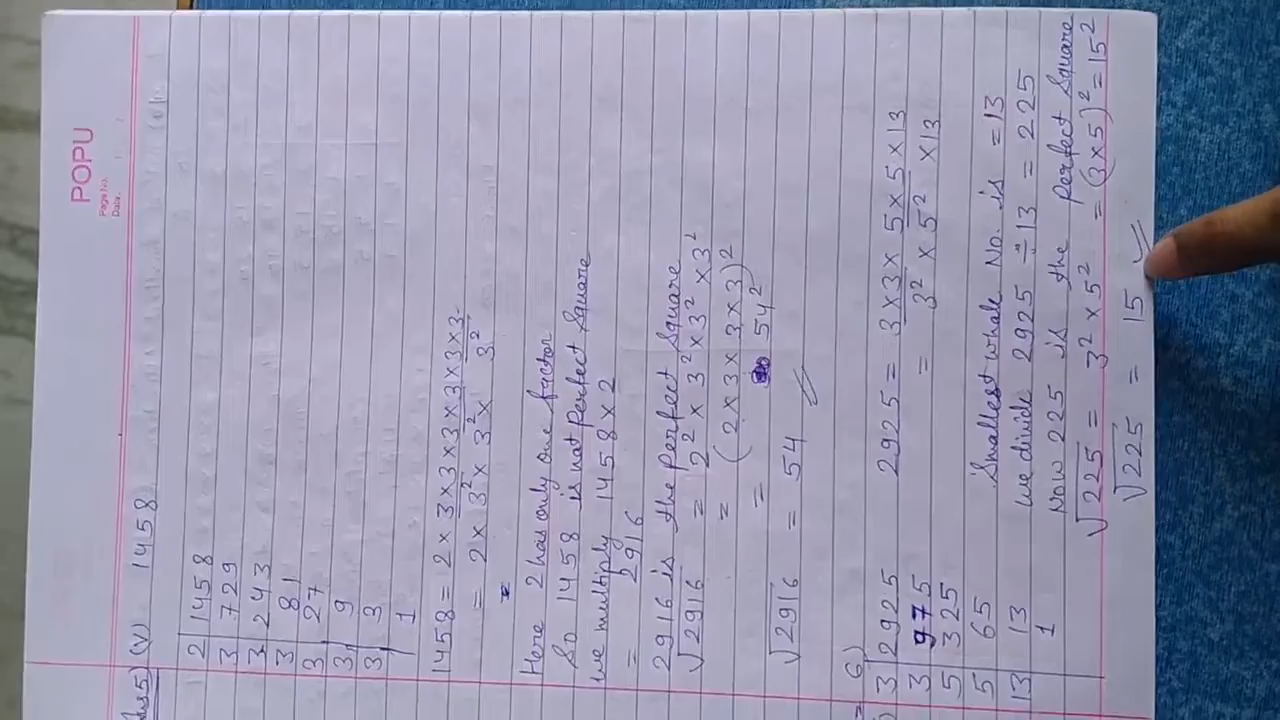 POPU
Page No.
Date.
(V) 1458
2 | 1458
3 | 729
3 | 243
3 | 81
3 | 27
3 | 9
3 | 3
1
1458 = 2 × 3 × 3 × 3 × 3 × 3 × 3
= 2 × 3² × 3² × 3²
Here 2 has only one factor
So 1458 is not Perfect Square
we multiply 1458 × 2
= 2916
2916 is the Perfect Square
√2916 = 2² × 3² × 3² × 3²
= (2 × 3 × 3 × 3)²
= 54²
√2916 = 54
6)
3 | 2925
3 | 975
5 | 325
5 | 65
13 | 13
1
2925 = 3 × 3 × 5 × 5 × 13
= 3² × 5² × 13
Smallest whale No. is = 13
we divide 2925 ÷ 13 = 225
Now 225 is the Perfect Square
√225 = 3² × 5² = (3 × 5)² = 15²
√225 = 15